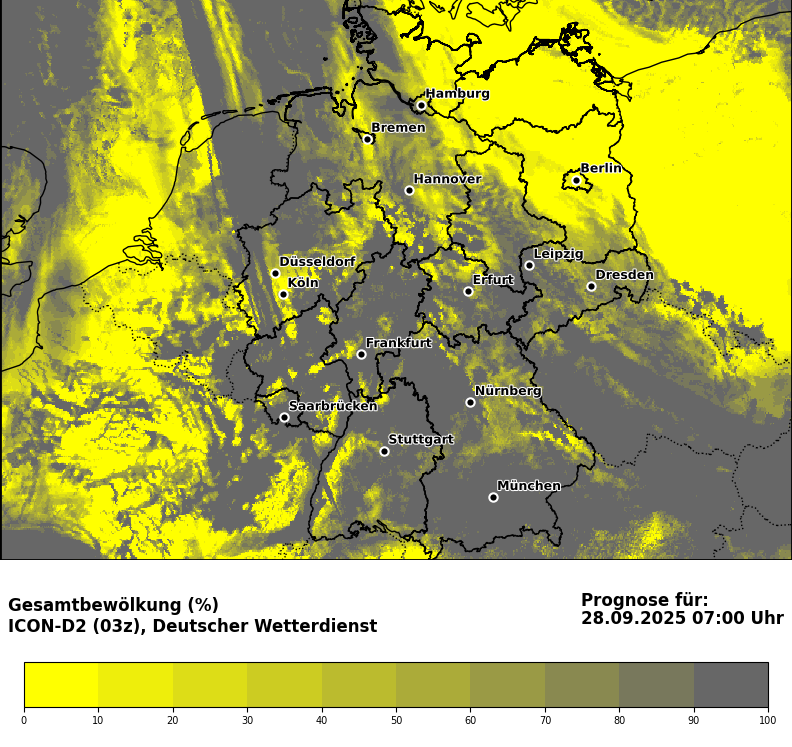 Hamburg
Bremen
Berlin
Hannover
Leipzig
Düsseldorf
Dresden
Erfurt
Köln
Frankfurt
Nürnberg
Saarbrücken
Stuttgart
München
Gesamtbewölkung (%)
ICON-D2 (03z), Deutscher Wetterdienst
Prognose für:
28.09.2025 07:00 Uhr
0 10 20 30 40 50 60 70 80 90 100